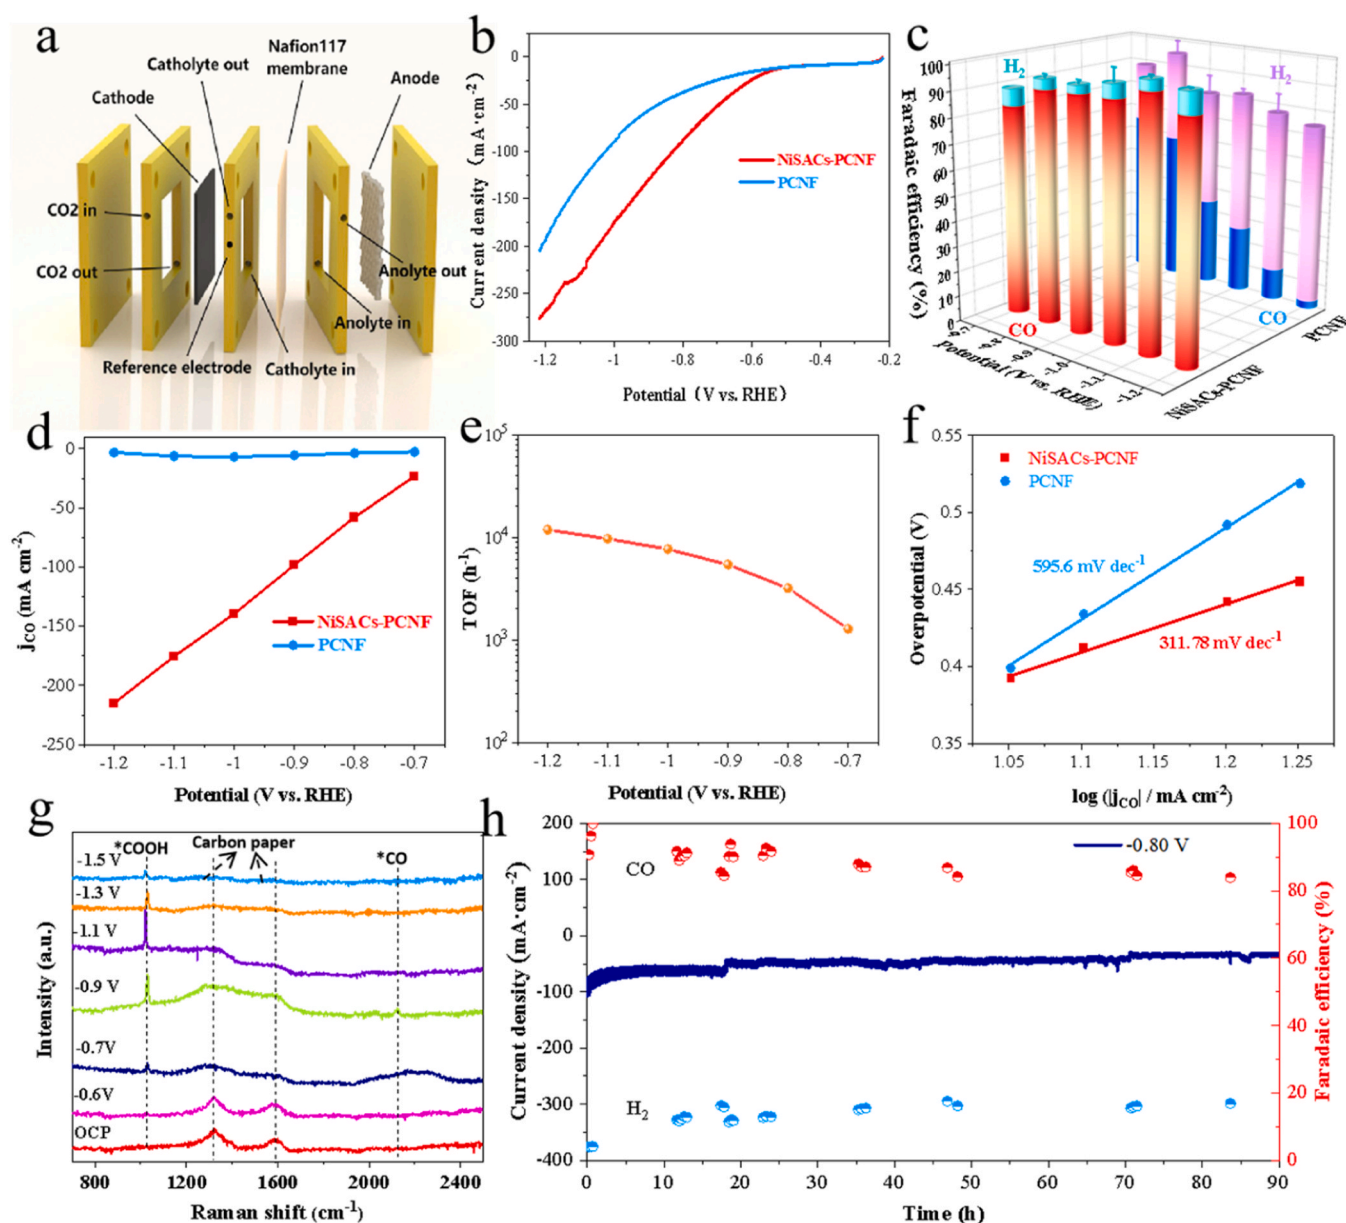 a
Nafion117
membrane
Catholyte out
Anode
Cathode
CO2 in
CO2 out
Anolyte out
Anolyte in
Reference electrode
Catholyte in
b
Current density (mA·cm⁻²)
0
-50
-100
-150
-200
-250
-300
NiSACs-PCNF
PCNF
-1.2
-1
-0.8
-0.6
-0.4
-0.2
Potential (V vs. RHE)
c
Faradaic efficiency (%)
100
90
80
70
60
50
40
30
20
10
0
H₂
H₂
CO
CO
-0.9
-1.0
-1.1
-1.2
Potential (V vs. RHE)
NiSACs-PCNF
PCNF
d
jCO (mA cm⁻²)
0
-50
-100
-150
-200
-250
NiSACs-PCNF
PCNF
-1.2
-1.1
-1
-0.9
-0.8
-0.7
Potential (V vs. RHE)
e
TOF (h⁻¹)
10⁵
10⁴
10³
10²
-1.2
-1.1
-1
-0.9
-0.8
-0.7
Potential (V vs. RHE)
f
Overpotential (V)
0.55
0.5
0.45
0.4
0.35
NiSACs-PCNF
PCNF
595.6 mV dec⁻¹
311.78 mV dec⁻¹
1.05
1.1
1.15
1.2
1.25
log (|jCO| / mA cm⁻²)
g
Intensity (a.u.)
*COOH
Carbon paper
*CO
-1.5 V
-1.3 V
-1.1 V
-0.9 V
-0.7V
-0.6V
OCP
800
1200
1600
2000
2400
Raman shift (cm⁻¹)
h
Current density (mA·cm⁻²)
200
100
0
-100
-200
-300
-400
CO
H₂
-0.80 V
100
80
60
40
20
0
Faradaic efficiency (%)
0
10
20
30
40
50
60
70
80
90
Time (h)